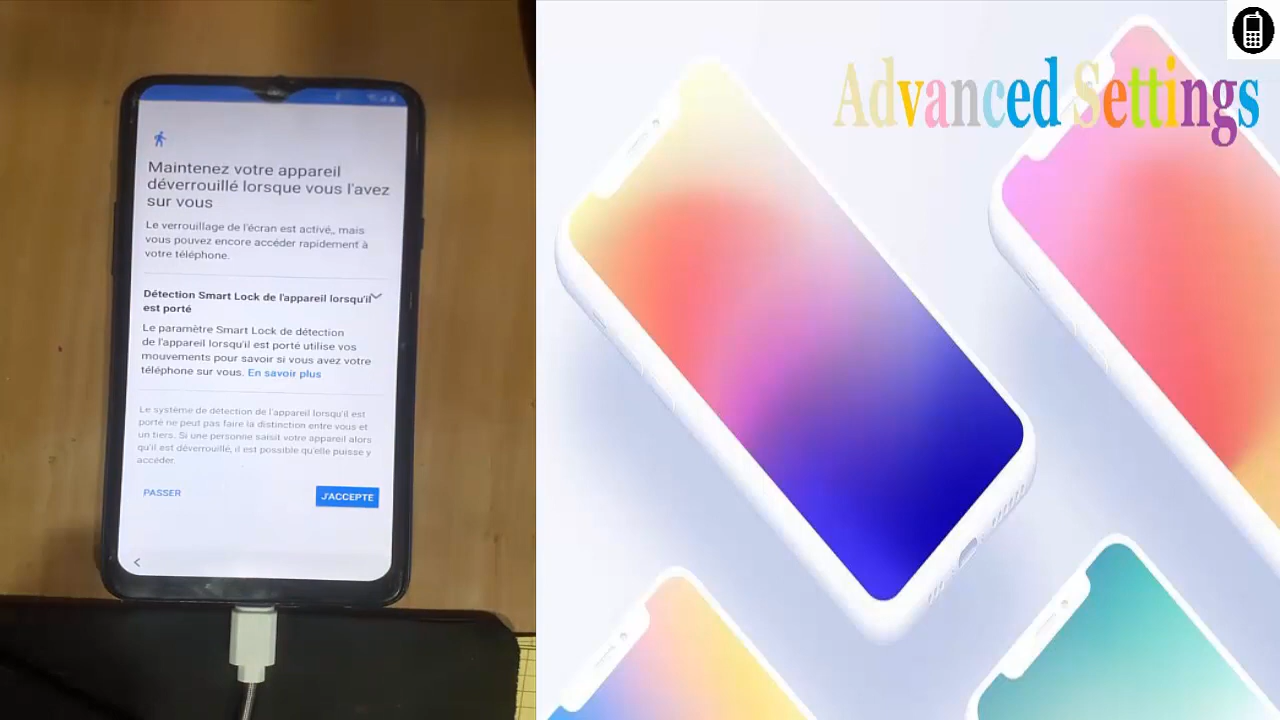 Maintenez votre appareil
déverrouillé lorsque vous l'avez
sur vous
Le verrouillage de l'écran est activé,, mais
vous pouvez encore accéder rapidement à
votre téléphone.
Détection Smart Lock de l'appareil lorsqu'il
est porté
Le paramètre Smart Lock de détection
de l'appareil lorsqu'il est porté utilise vos
mouvements pour savoir si vous avez votre
téléphone sur vous. En savoir plus
Le système de détection de l'appareil lorsqu'il est
porté ne peut pas faire la distinction entre vous et
un tiers. Si une personne saisit votre appareil alors
qu'il est déverrouillé, il est possible qu'elle puisse y
accéder.
PASSER
J'ACCEPTE
Advanced Settings